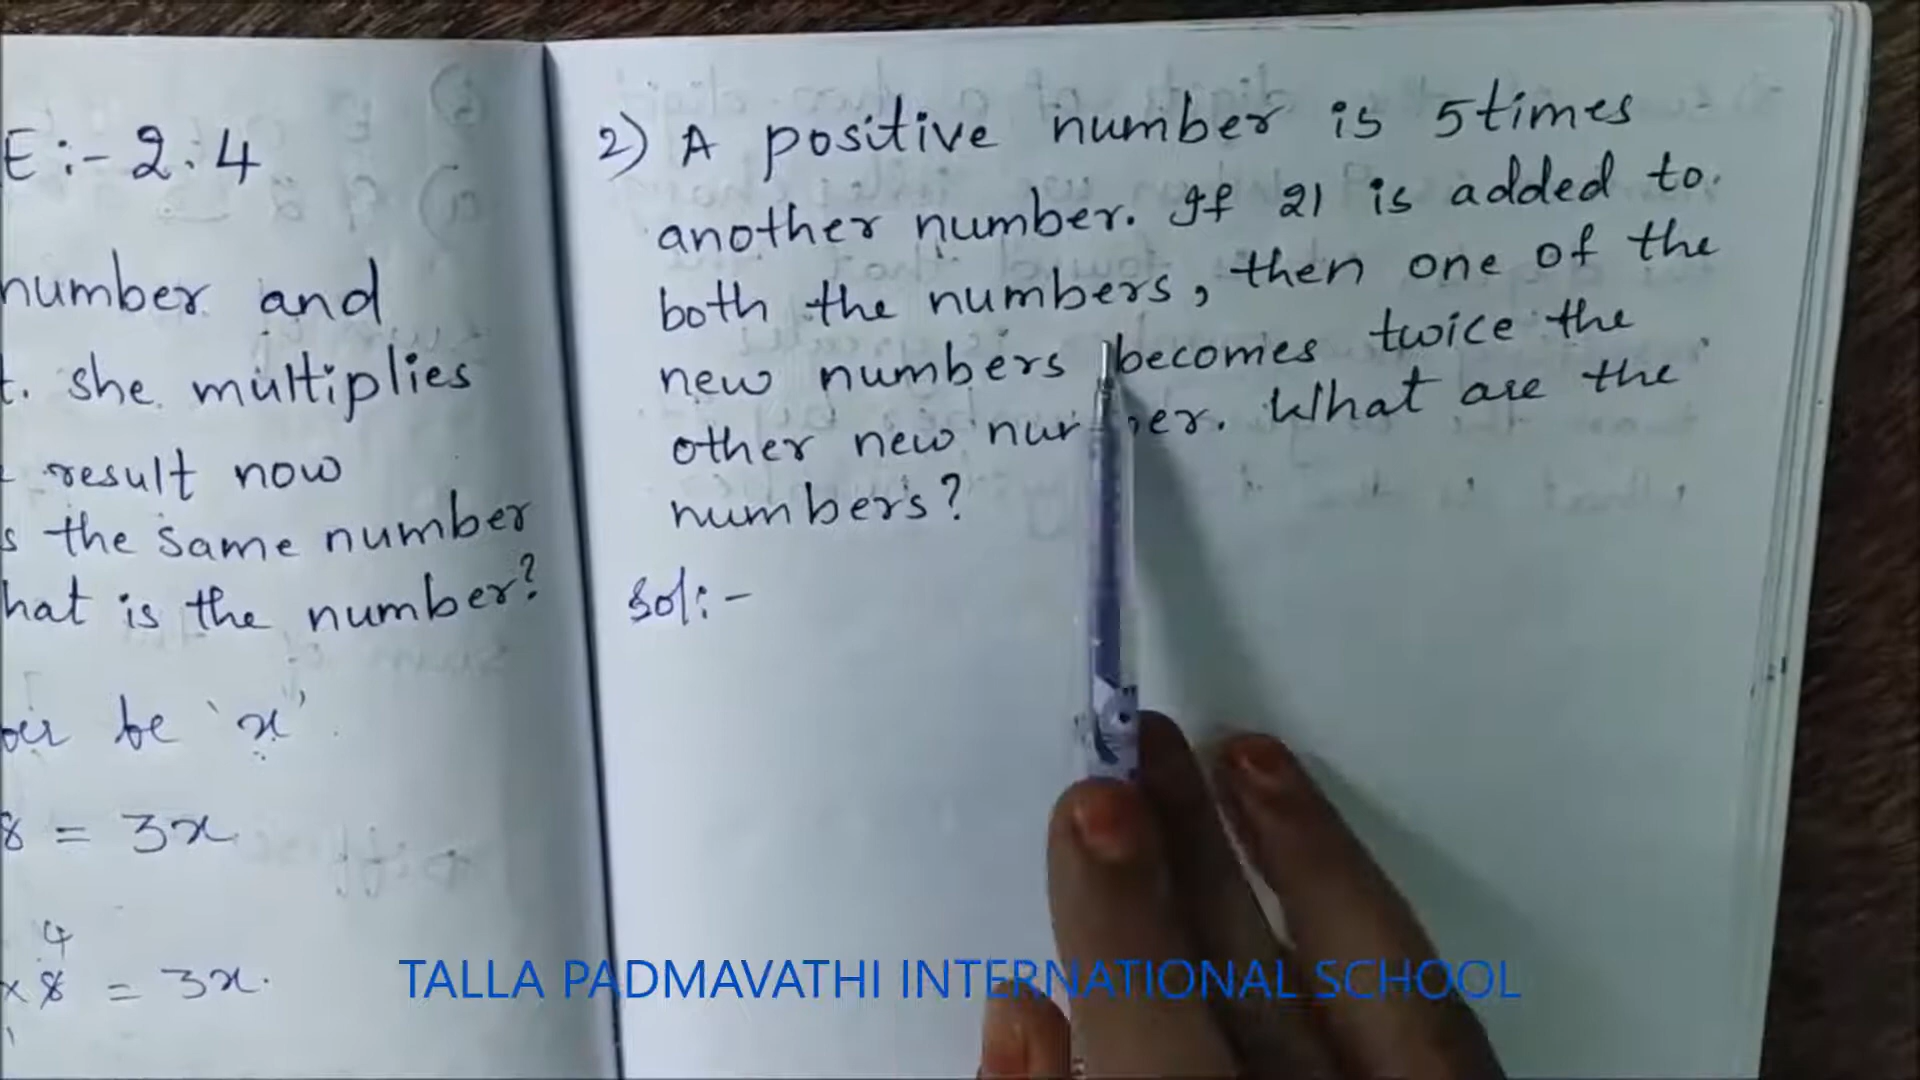 E:- 2.4
number and
t. she multiplies
result now
s the same number
hat is the number?
be 'x'
8 = 3x
4
x 8 = 3x.
2) A positive number is 5times
another number. If 21 is added to
both the numbers, then one of the
new numbers becomes twice the
other new number. What are the
numbers?
Sol:-
TALLA PADMAVATHI INTERNATIONAL SCHOOL